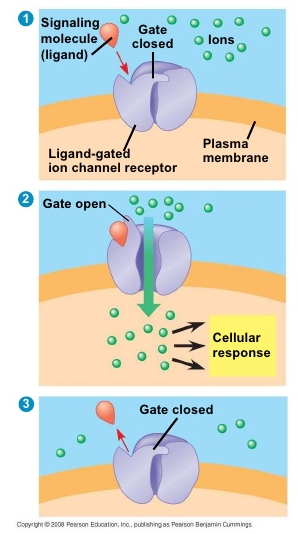 1
Signaling
molecule
(ligand)
Gate
closed
Ions
Ligand-gated
ion channel receptor
Plasma
membrane
2
Gate open
Cellular
response
3
Gate closed
Copyright © 2008 Pearson Education, Inc., publishing as Pearson Benjamin Cummings.